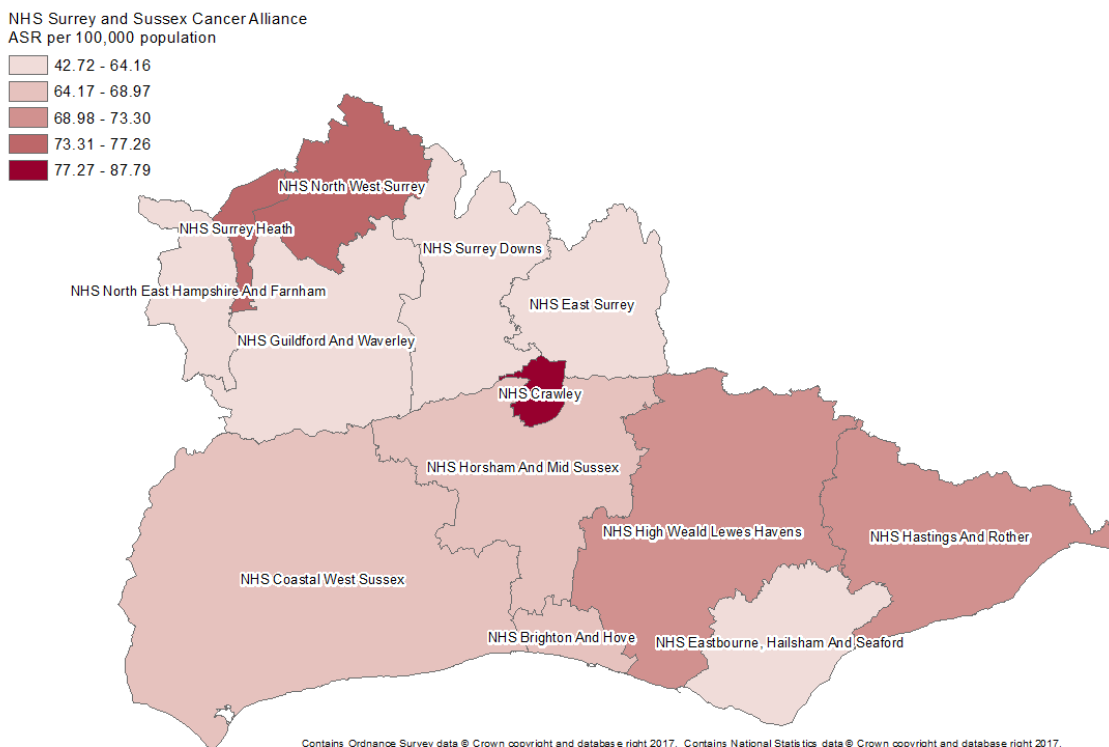 NHS Surrey and Sussex Cancer Alliance
ASR per 100,000 population
42.72 - 64.16
64.17 - 68.97
68.98 - 73.30
73.31 - 77.26
77.27 - 87.79
NHS North West Surrey
NHS Surrey Heath
NHS Surrey Downs
NHS North East Hampshire And Farnham
NHS East Surrey
NHS Guildford And Waverley
NHS Crawley
NHS Horsham And Mid Sussex
NHS High Weald Lewes Havens
NHS Hastings And Rother
NHS Coastal West Sussex
NHS Brighton And Hove
NHS Eastbourne, Hailsham And Seaford
Contains Ordnance Survey data © Crown copyright and database right 2017. Contains National Statistics data © Crown copyright and database right 2017.